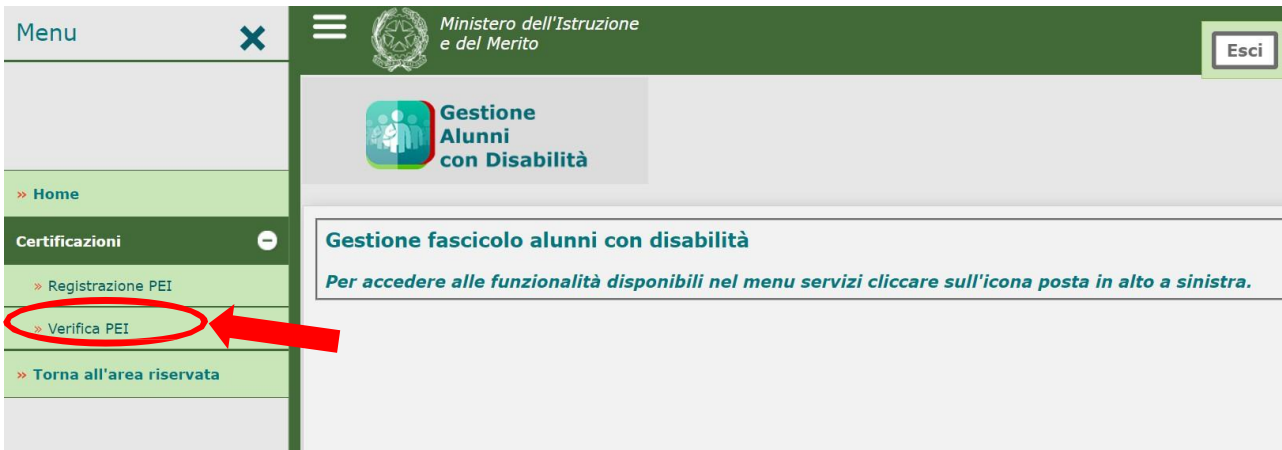 Menu
Ministero dell'Istruzione
e del Merito
Esci
Gestione
Alunni
con Disabilità
» Home
Certificazioni
» Registrazione PEI
» Verifica PEI
» Torna all'area riservata
Gestione fascicolo alunni con disabilità
Per accedere alle funzionalità disponibili nel menu servizi cliccare sull'icona posta in alto a sinistra.